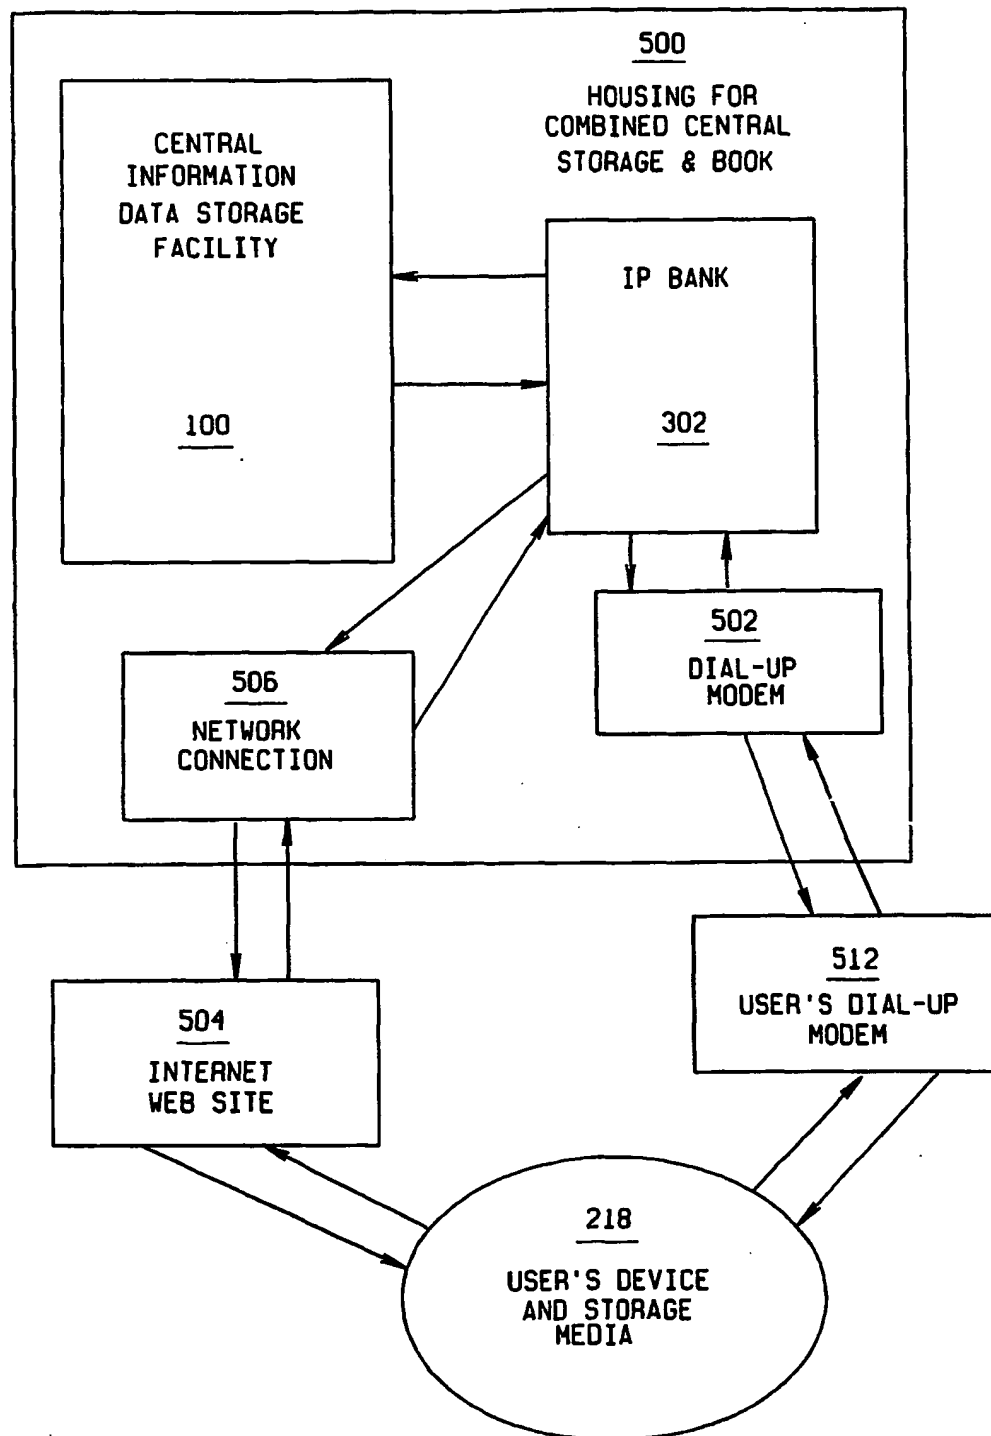 500
HOUSING FOR
COMBINED CENTRAL
STORAGE & BOOK
CENTRAL
INFORMATION
DATA STORAGE
FACILITY
100
IP BANK
302
502
DIAL-UP
MODEM
506
NETWORK
CONNECTION
504
INTERNET
WEB SITE
512
USER'S DIAL-UP
MODEM
218
USER'S DEVICE
AND STORAGE
MEDIA